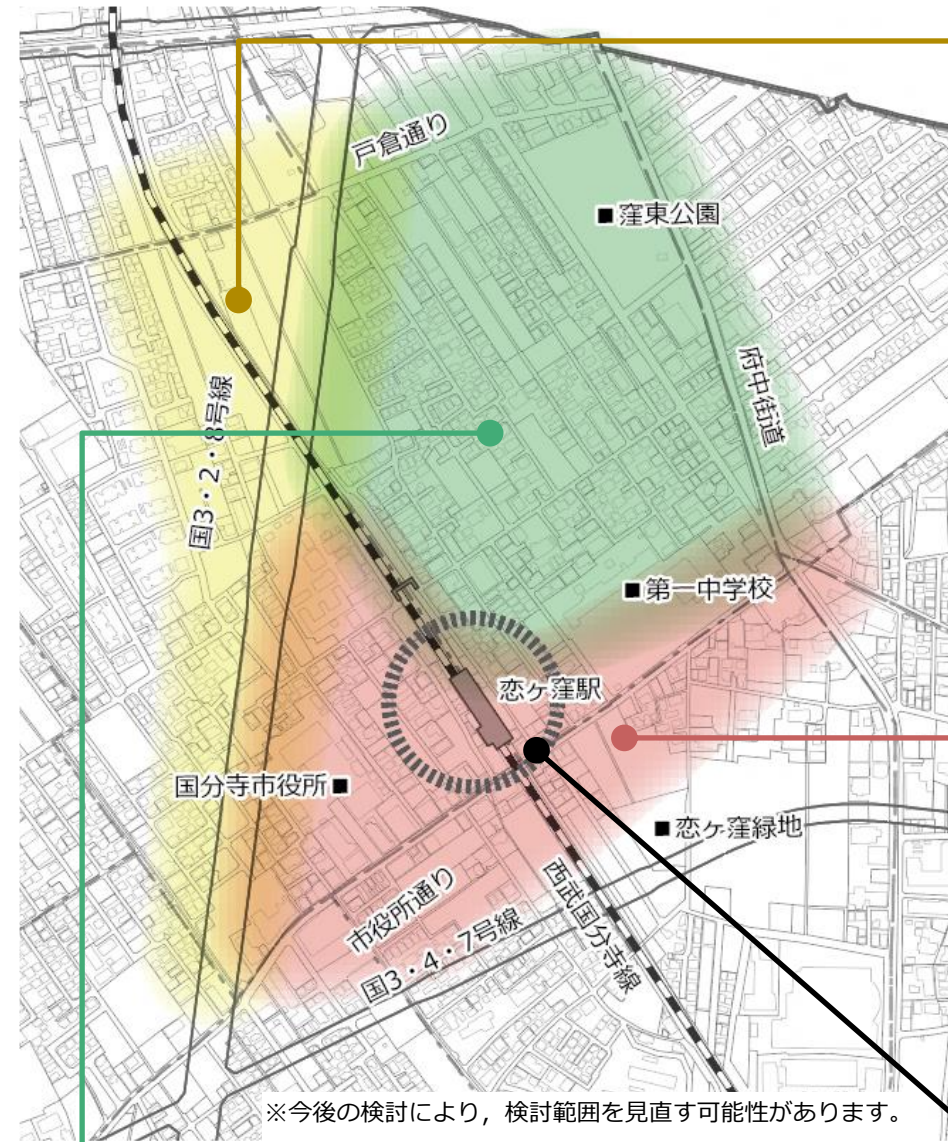 戸倉通り
■窪東公園
府中街道
国3・2・8号線
■第一中学校
恋ヶ窪駅
国分寺市役所■
■恋ヶ窪緑地
市役所通り
西武国分寺線
国3・4・7号線
※今後の検討により，検討範囲を見直す可能性があります。